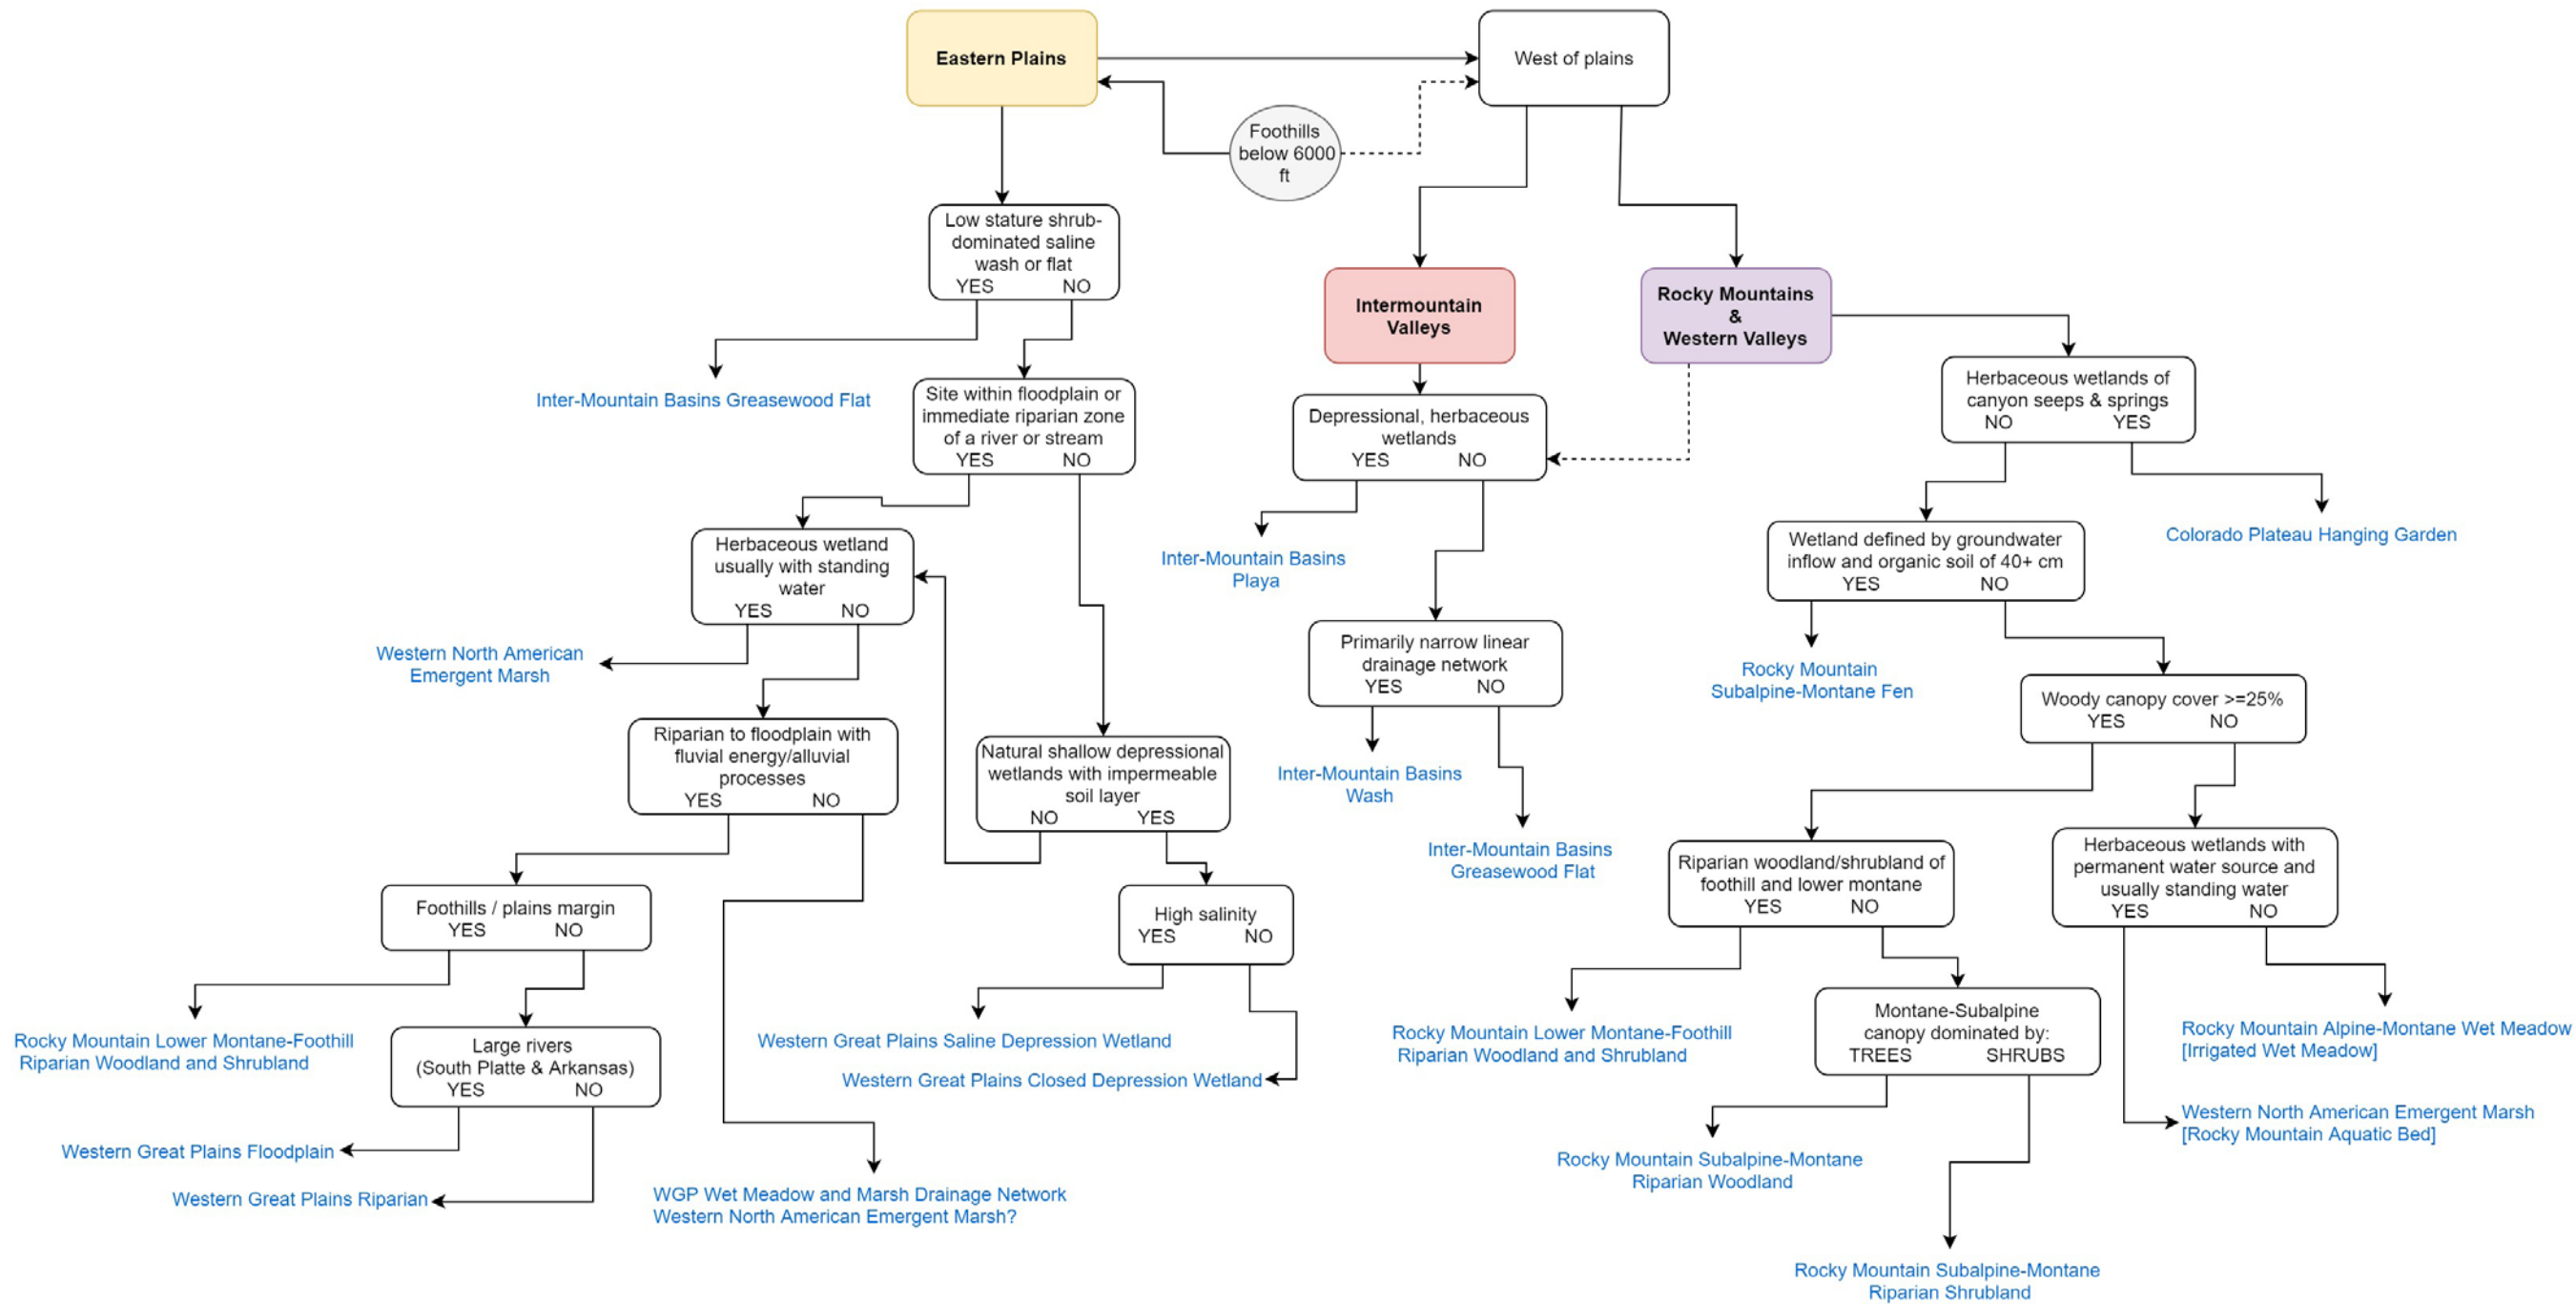 Eastern Plains
West of plains
Foothills
below 6000
ft
Low stature shrub-
dominated saline
wash or flat
YES NO
Inter-Mountain Basins Greasewood Flat
Site within floodplain or
immediate riparian zone
of a river or stream
YES NO
Herbaceous wetland
usually with standing
water
YES NO
Western North American
Emergent Marsh
Riparian to floodplain with
fluvial energy/alluvial
processes
YES NO
Natural shallow depressional
wetlands with impermeable
soil layer
NO YES
Foothills / plains margin
YES NO
High salinity
YES NO
Rocky Mountain Lower Montane-Foothill
Riparian Woodland and Shrubland
Large rivers
(South Platte & Arkansas)
YES NO
Western Great Plains Saline Depression Wetland
Western Great Plains Closed Depression Wetland
Western Great Plains Floodplain
Western Great Plains Riparian
WGP Wet Meadow and Marsh Drainage Network
Western North American Emergent Marsh?
Intermountain
Valleys
Depressional, herbaceous
wetlands
YES NO
Inter-Mountain Basins
Playa
Primarily narrow linear
drainage network
YES NO
Inter-Mountain Basins
Wash
Inter-Mountain Basins
Greasewood Flat
Rocky Mountains
&
Western Valleys
Herbaceous wetlands of
canyon seeps & springs
NO YES
Colorado Plateau Hanging Garden
Wetland defined by groundwater
inflow and organic soil of 40+ cm
YES NO
Rocky Mountain
Subalpine-Montane Fen
Woody canopy cover >=25%
YES NO
Riparian woodland/shrubland of
foothill and lower montane
YES NO
Herbaceous wetlands with
permanent water source and
usually standing water
YES NO
Rocky Mountain Lower Montane-Foothill
Riparian Woodland and Shrubland
Montane-Subalpine
canopy dominated by:
TREES SHRUBS
Rocky Mountain Alpine-Montane Wet Meadow
[Irrigated Wet Meadow]
Western North American Emergent Marsh
[Rocky Mountain Aquatic Bed]
Rocky Mountain Subalpine-Montane
Riparian Woodland
Rocky Mountain Subalpine-Montane
Riparian Shrubland